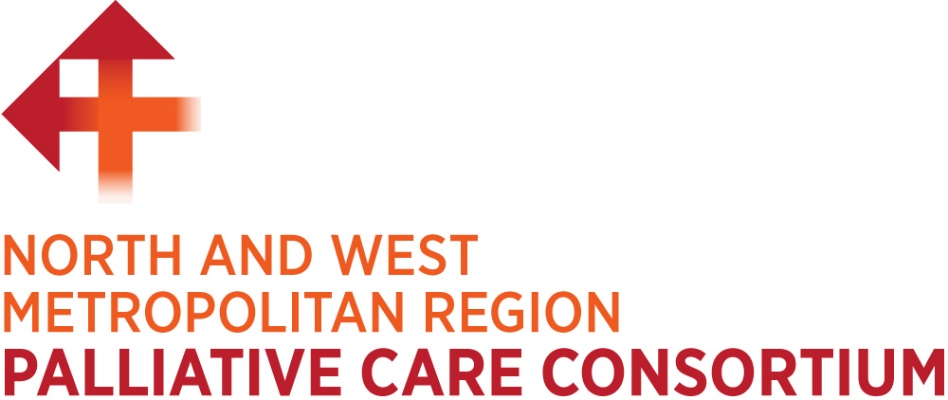 NORTH AND WEST
METROPOLITAN REGION
PALLIATIVE CARE CONSORTIUM